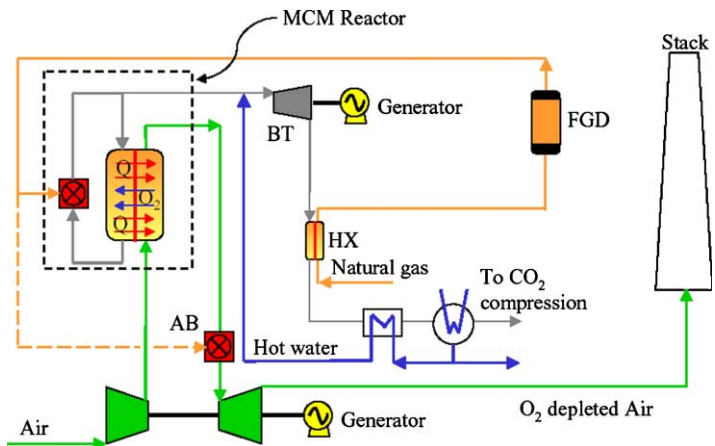 MCM Reactor
Stack
Generator
BT
FGD
Q
O2
Q
HX
Natural gas
To CO2
compression
AB
Hot water
Generator
Air
O2 depleted Air